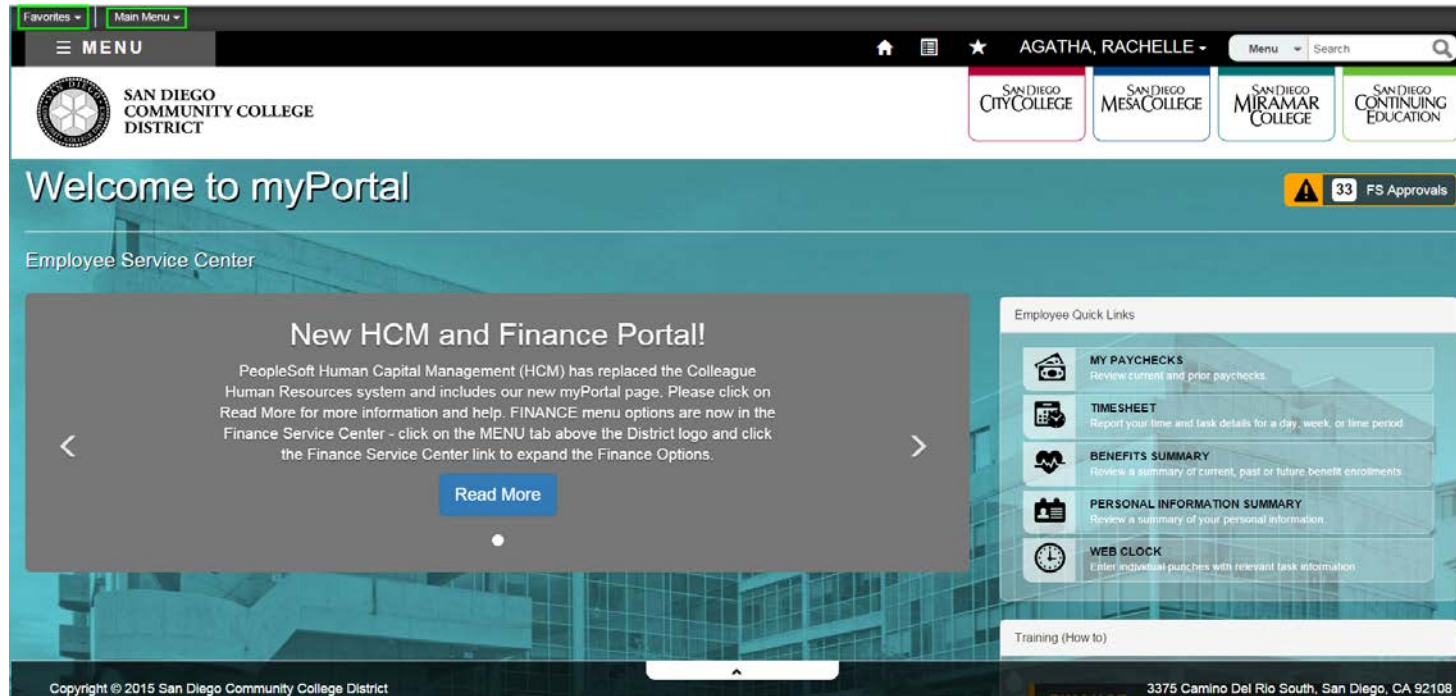 Favorites Main Menu
MENU
AGATHA, RACHELLE
Menu Search
SAN DIEGO
COMMUNITY COLLEGE
DISTRICT
SAN DIEGO
CITY COLLEGE
SAN DIEGO
MESA COLLEGE
SAN DIEGO
MIRAMAR
COLLEGE
SAN DIEGO
CONTINUING
EDUCATION
Welcome to myPortal
33 FS Approvals
Employee Service Center
New HCM and Finance Portal!
PeopleSoft Human Capital Management (HCM) has replaced the Colleague
Human Resources system and includes our new myPortal page. Please click on
Read More for more information and help. FINANCE menu options are now in the
Finance Service Center - click on the MENU tab above the District logo and click
the Finance Service Center link to expand the Finance Options.
Read More
Employee Quick Links
MY PAYCHECKS
Review current and prior paychecks.
TIMESHEET
Report your time and task details for a day, week, or time period
BENEFITS SUMMARY
Review a summary of current, past or future benefit enrollments
PERSONAL INFORMATION SUMMARY
Review a summary of your personal information.
WEB CLOCK
Enter individual punches with relevant task information
Training (How to)
Copyright © 2015 San Diego Community College District
3375 Camino Del Rio South, San Diego, CA 92108